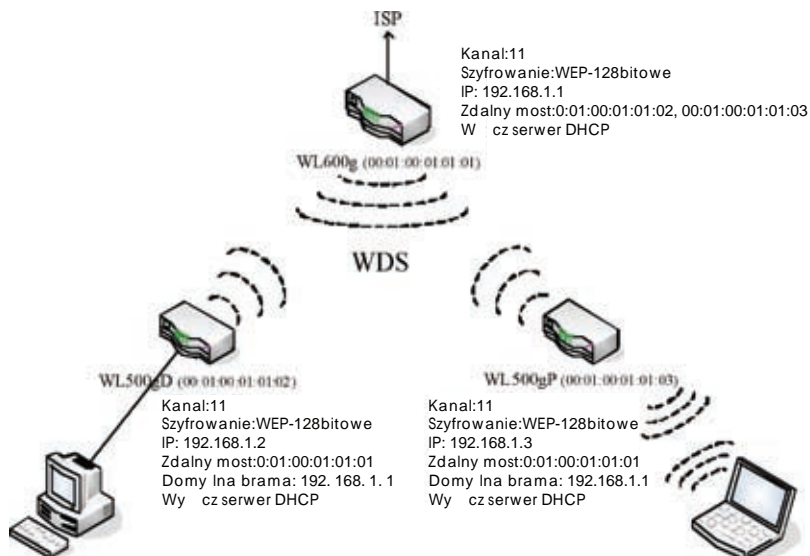 ISP
Kanal:11
Szyfrowanie:WEP-128bitowe
IP: 192.168.1.1
Zdalny most:0:01:00:01:01:02, 00:01:00:01:01:03
W cz serwer DHCP
WL600g (00:01:00:01:01:01)
WDS
WL500gD (00:01:00:01:01:02)
Kanal:11
Szyfrowanie:WEP-128bitowe
IP: 192.168.1.2
Zdalny most:0:01:00:01:01:01
Domy lna brama: 192. 168. 1. 1
Wy cz serwer DHCP
WL500gP (00:01:00:01:01:03)
Kanal:11
Szyfrowanie:WEP-128bitowe
IP: 192.168.1.3
Zdalny most:0:01:00:01:01:01
Domy lna brama: 192.168.1.1
Wy cz serwer DHCP